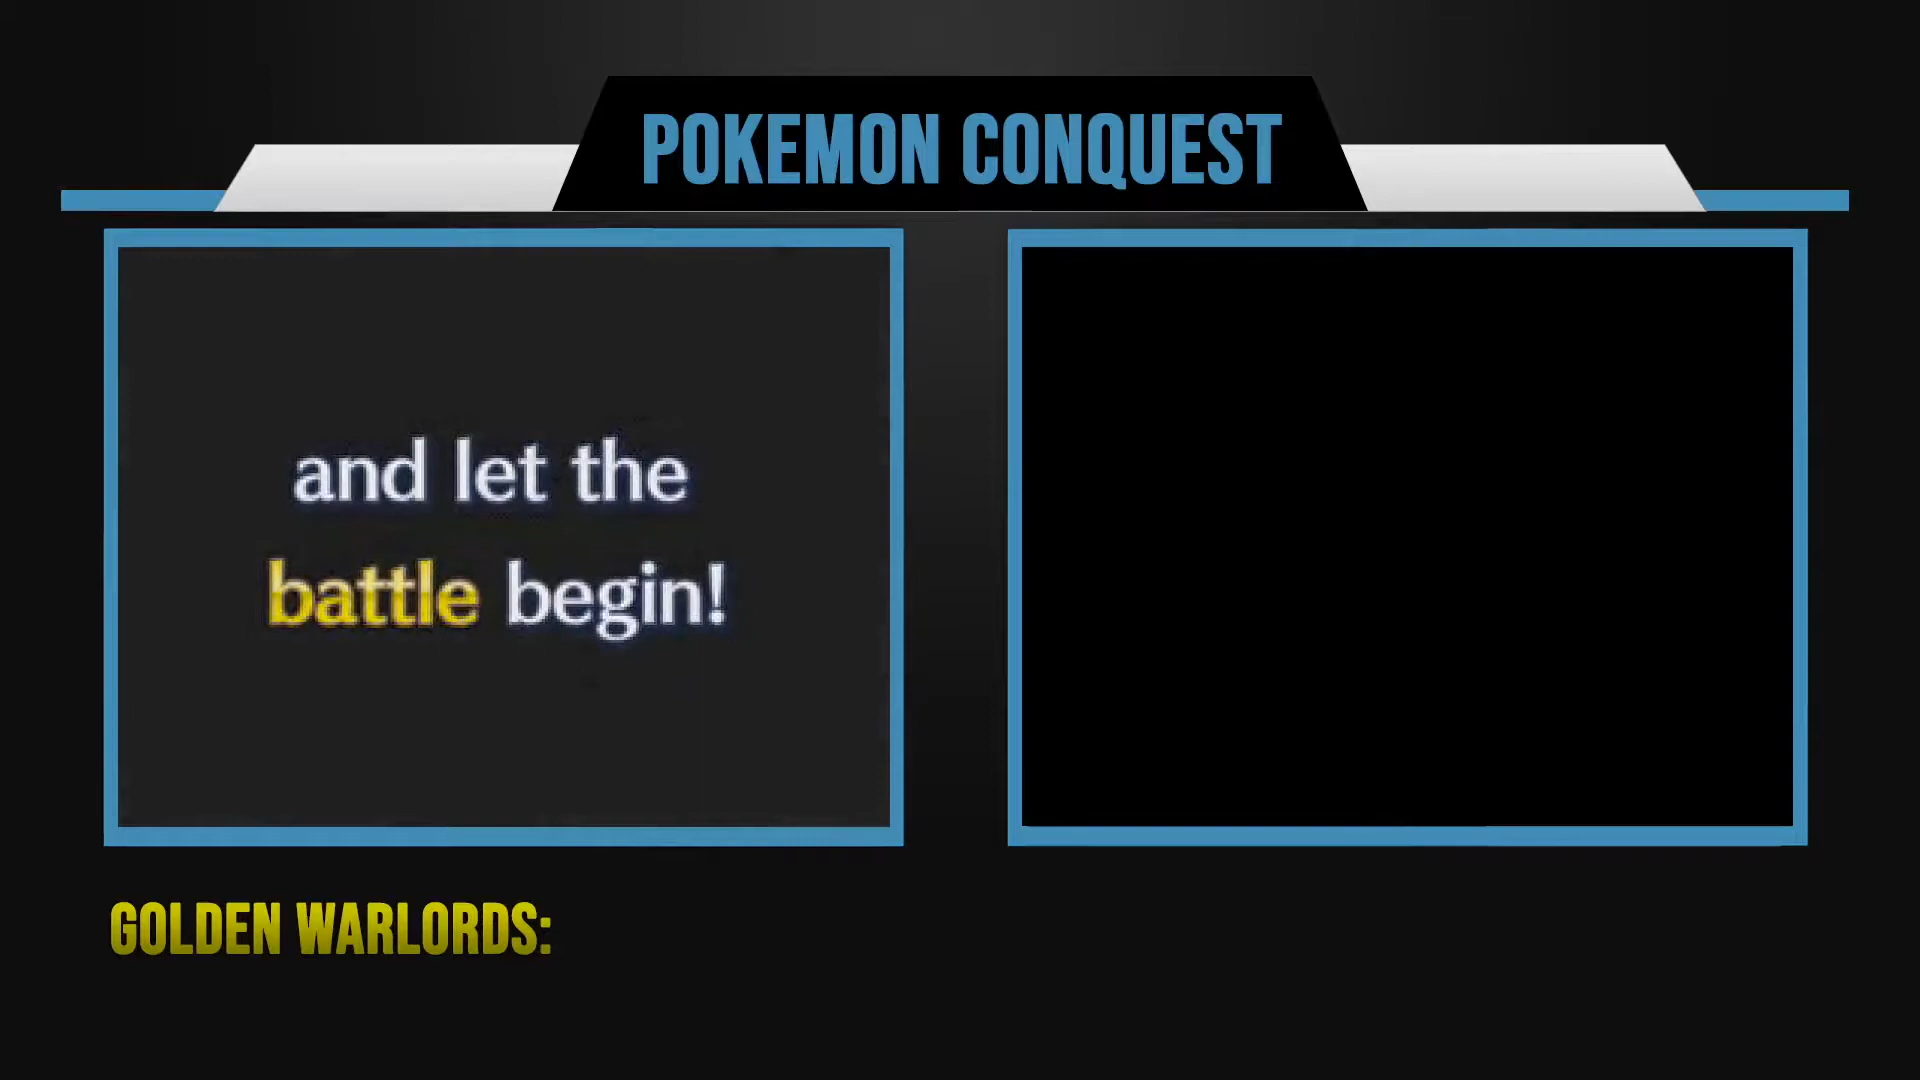 POKEMON CONQUEST
and let the
battle begin!
GOLDEN WARLORDS: